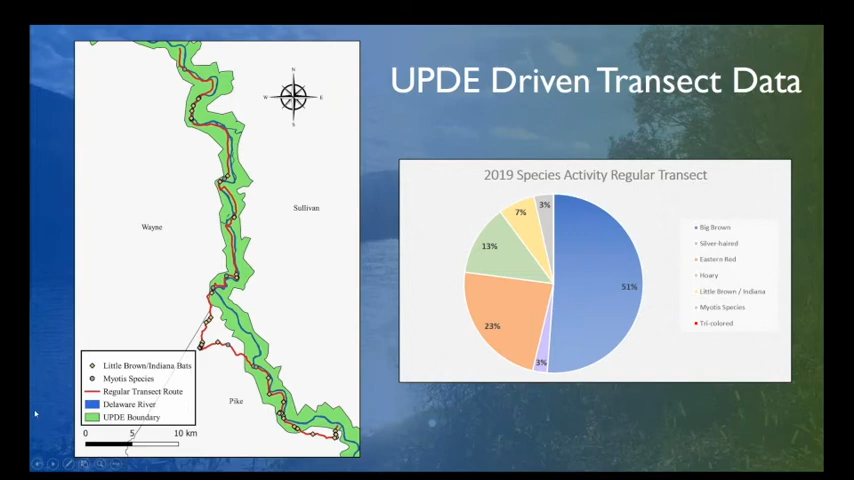 UPDE Driven Transect Data
N
W
E
S
Sullivan
Wayne
Pike
Little Brown/Indiana Bats
Myotis Species
Regular Transect Route
Delaware River
UPDE Boundary
0
5
10 km
2019 Species Activity Regular Transect
3%
7%
13%
51%
23%
3%
Big Brown
Silver-haired
Eastern Red
Hoary
Little Brown / Indiana
Myotis Species
Tri-colored